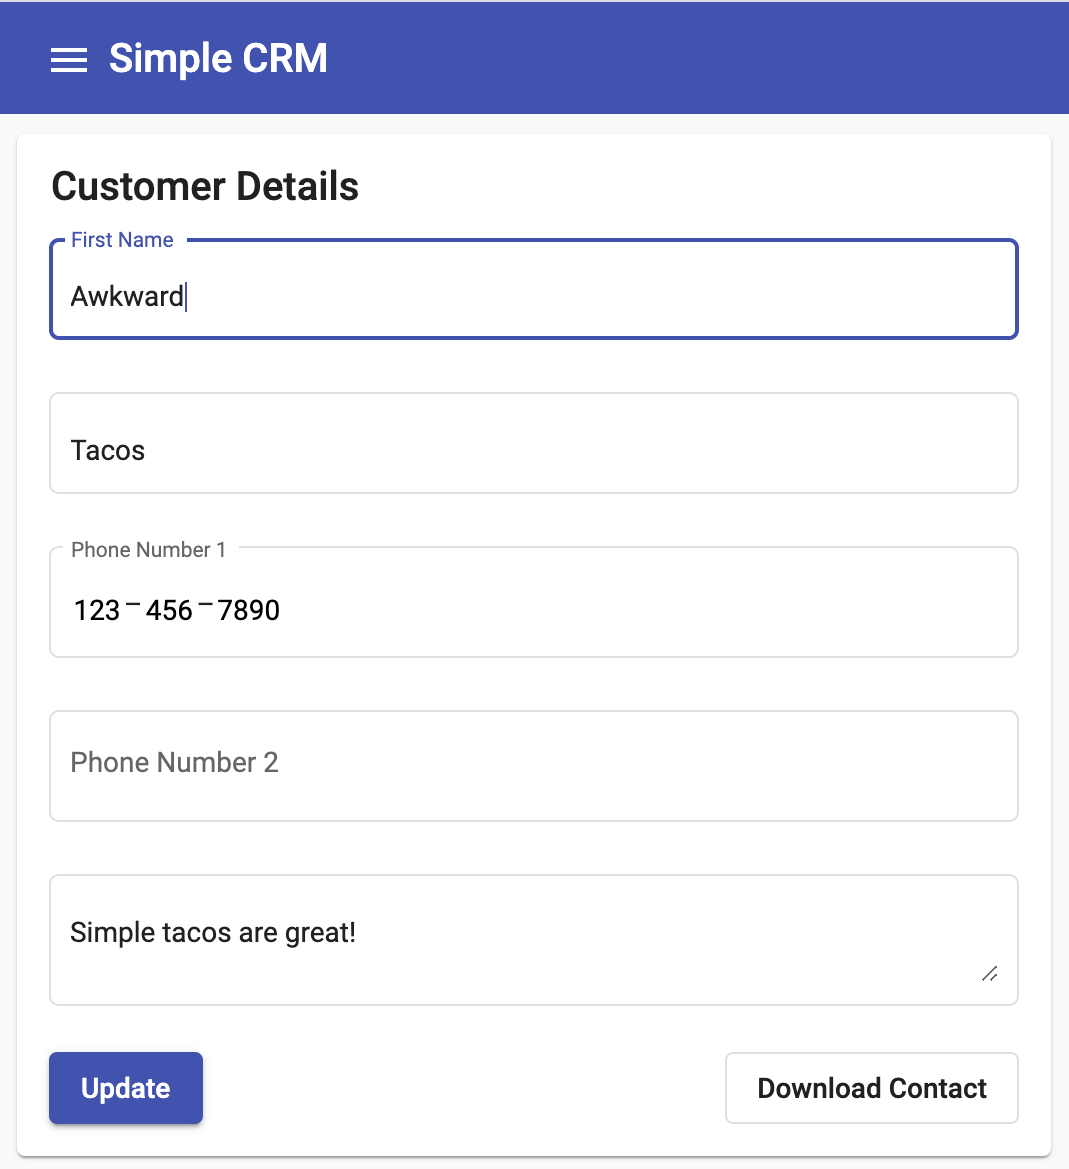 Simple CRM
Customer Details
First Name
Awkward
Tacos
Phone Number 1
123 – 456 – 7890
Phone Number 2
Simple tacos are great!
Update
Download Contact